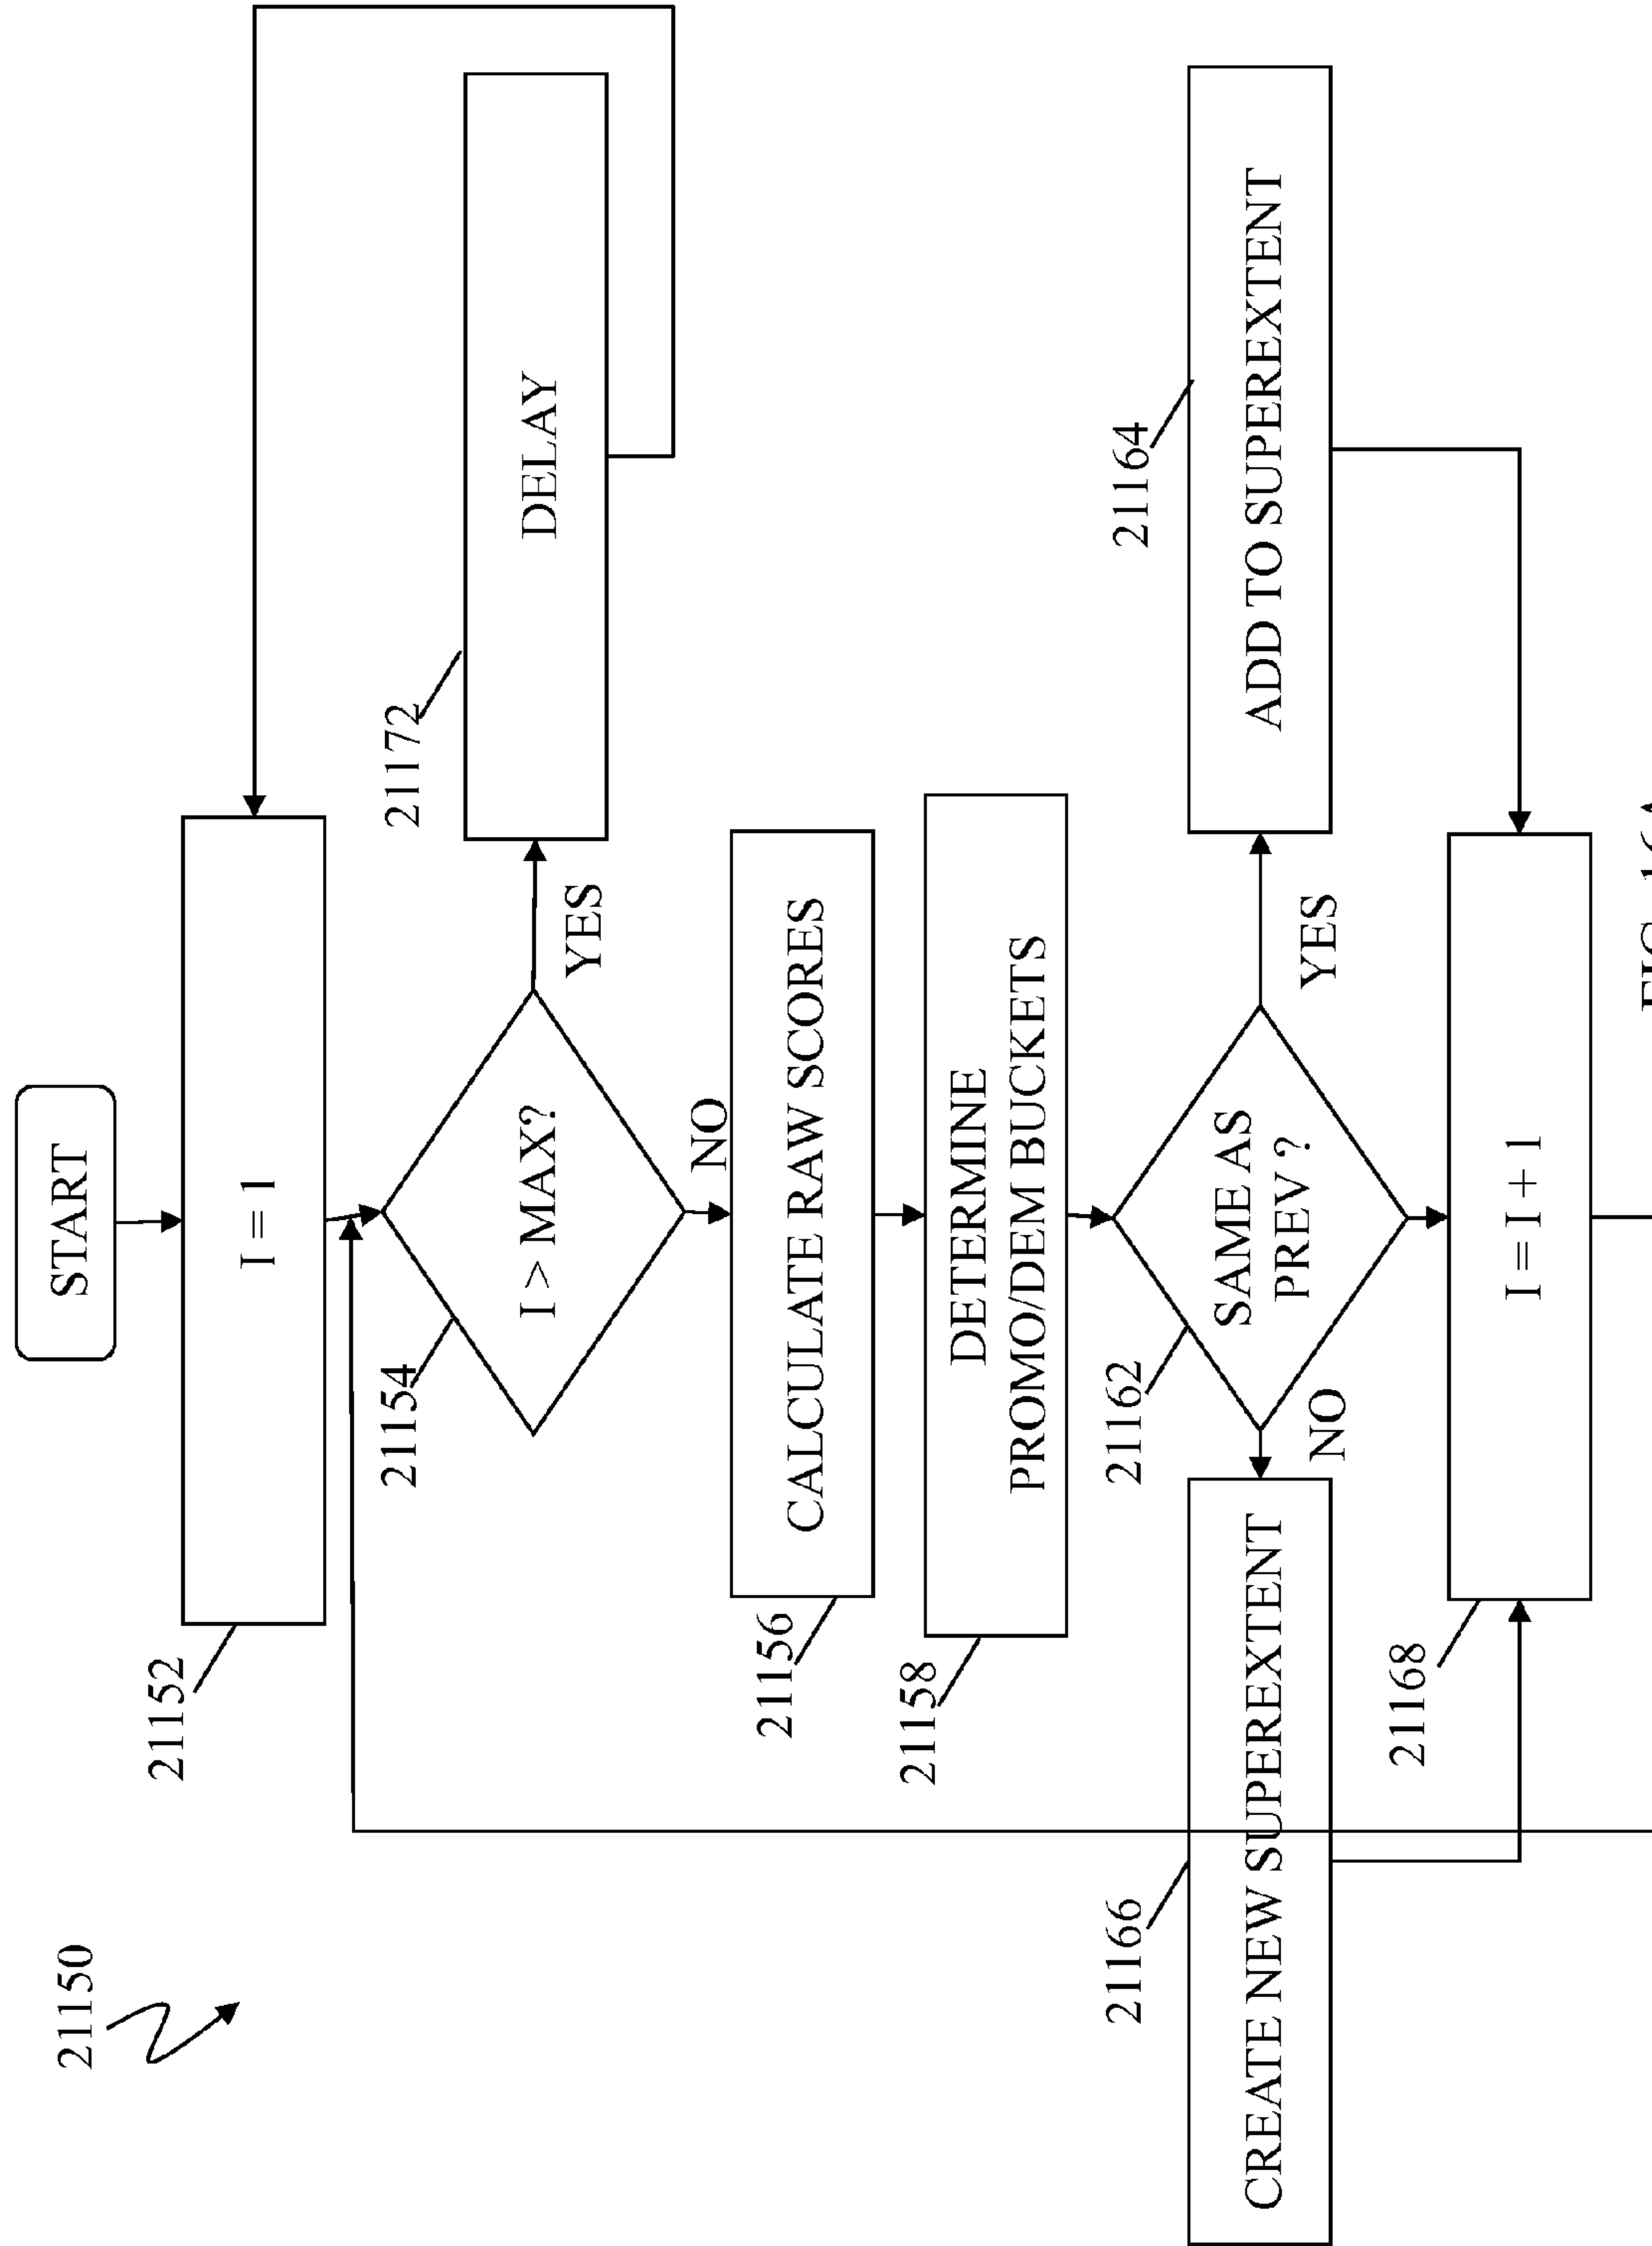 21150
START
21152
I = 1
21154
I > MAX?
YES
21172
DELAY
NO
21156
CALCULATE RAW SCORES
21158
DETERMINE
PROMO/DEM BUCKETS
21162
SAME AS
PREV ?
NO
YES
21166
CREATE NEW SUPEREXTENT
21164
ADD TO SUPEREXTENT
21168
I = I + 1